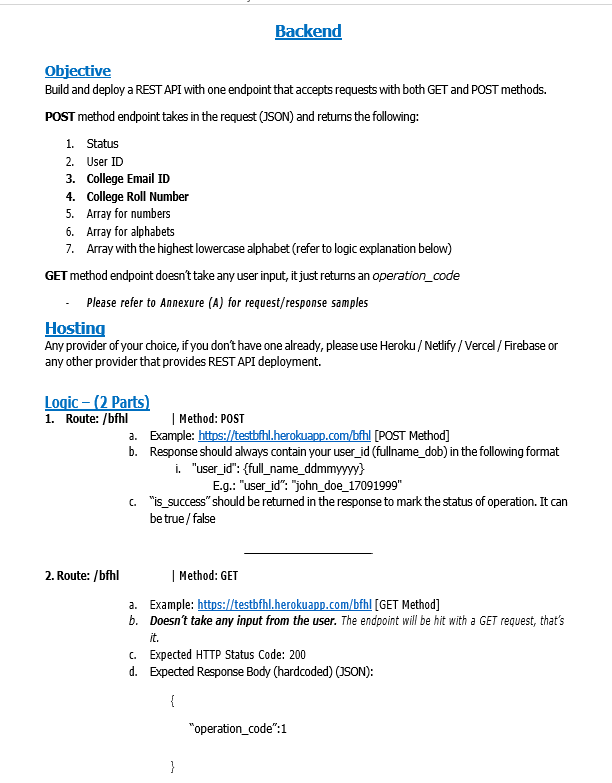 Backend
Objective
Build and deploy a REST API with one endpoint that accepts requests with both GET and POST methods.
POST method endpoint takes in the request (JSON) and returns the following:
1. Status
2. User ID
3. College Email ID
4. College Roll Number
5. Array for numbers
6. Array for alphabets
7. Array with the highest lowercase alphabet (refer to logic explanation below)
GET method endpoint doesn't take any user input, it just returns an operation_code
- Please refer to Annexure (A) for request/response samples
Hosting
Any provider of your choice, if you don't have one already, please use Heroku / Netlify / Vercel / Firebase or
any other provider that provides REST API deployment.
Logic – (2 Parts)
1. Route: /bfhl | Method: POST
a. Example: https://testbfhl.herokuapp.com/bfhl [POST Method]
b. Response should always contain your user_id (fullname_dob) in the following format
i. "user_id": {full_name_ddmmyyyy}
E.g.: "user_id": "john_doe_17091999"
c. "is_success" should be returned in the response to mark the status of operation. It can
be true / false
2. Route: /bfhl | Method: GET
a. Example: https://testbfhl.herokuapp.com/bfhl [GET Method]
b. Doesn't take any input from the user. The endpoint will be hit with a GET request, that's
it.
c. Expected HTTP Status Code: 200
d. Expected Response Body (hardcoded) (JSON):
{
"operation_code":1
}